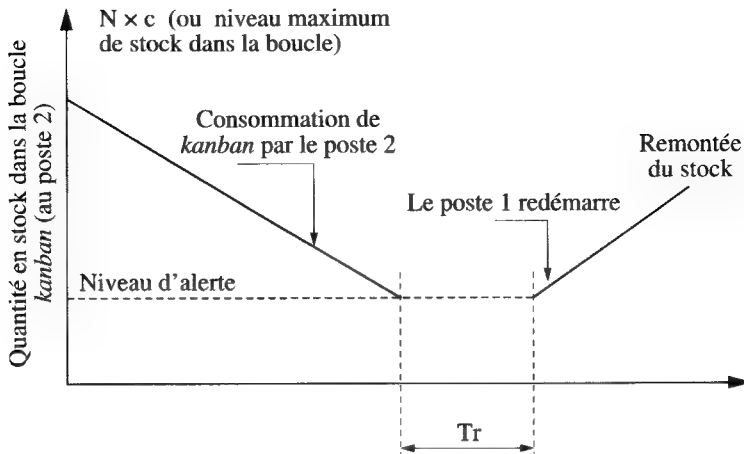 N × c (ou niveau maximum
de stock dans la boucle)
Quantité en stock dans la boucle
kanban (au poste 2)
Consommation de
kanban par le poste 2
Remontée
du stock
Le poste 1 redémarre
Niveau d'alerte
Tr